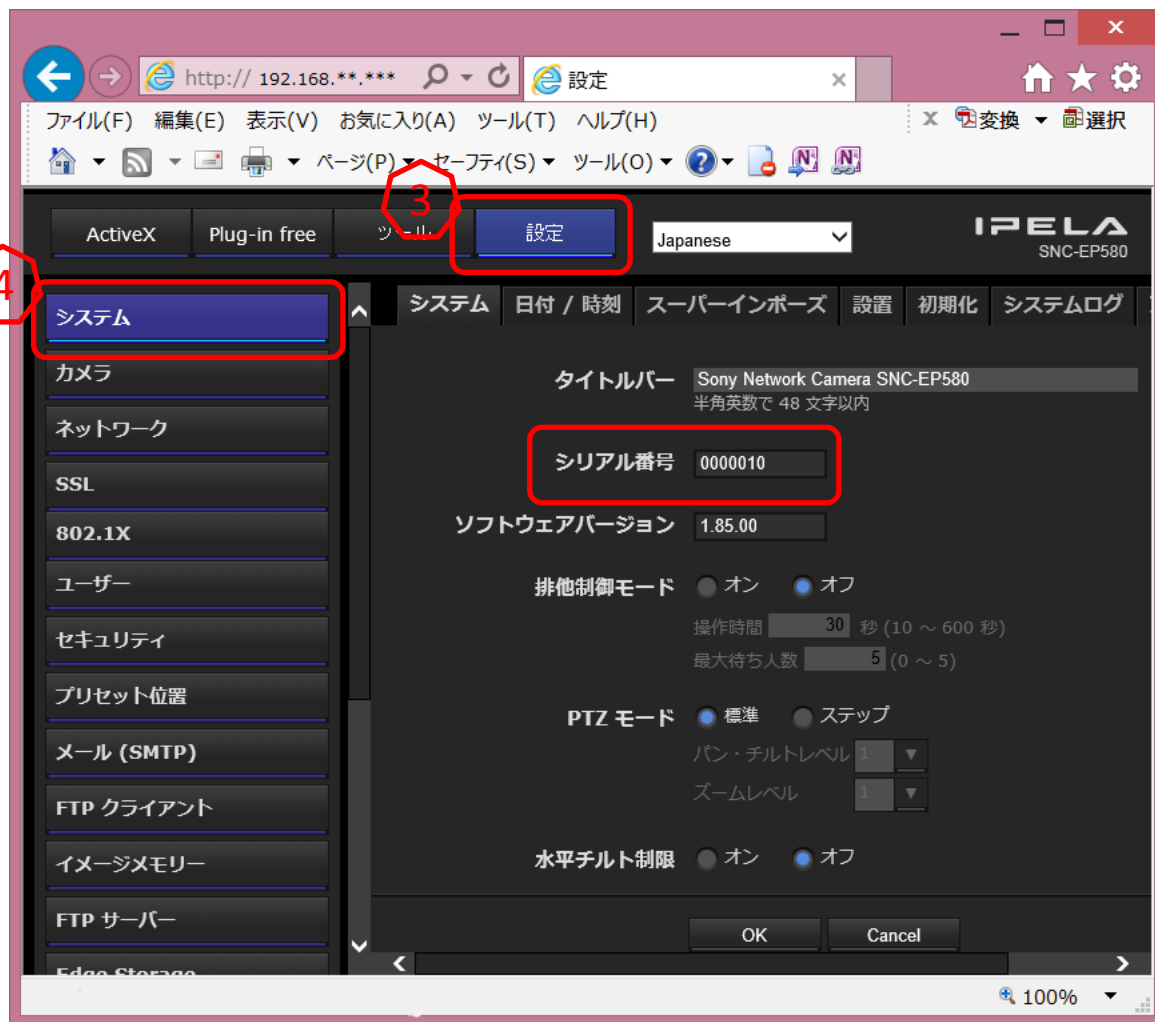 http:// 192.168.**.***
設定
ファイル(F) 編集(E) 表示(V) お気に入り(A) ツール(T) ヘルプ(H)
X 変換 選択
ページ(P) セーフティ(S) ツール(O)
3
ActiveX Plug-in free ツール 設定 Japanese
IPELA
SNC-EP580
4
システム
カメラ
ネットワーク
SSL
802.1X
ユーザー
セキュリティ
プリセット位置
メール (SMTP)
FTP クライアント
イメージメモリー
FTP サーバー
Edge Storage
システム 日付 / 時刻 スーパーインポーズ 設置 初期化 システムログ
タイトルバー Sony Network Camera SNC-EP580
半角英数で 48 文字以内
シリアル番号 0000010
ソフトウェアバージョン 1.85.00
排他制御モード オン オフ
操作時間 30 秒 (10 ～ 600 秒)
最大待ち人数 5 (0 ～ 5)
PTZ モード 標準 ステップ
パン・チルトレベル 1
ズームレベル 1
水平チルト制限 オン オフ
OK Cancel
100%